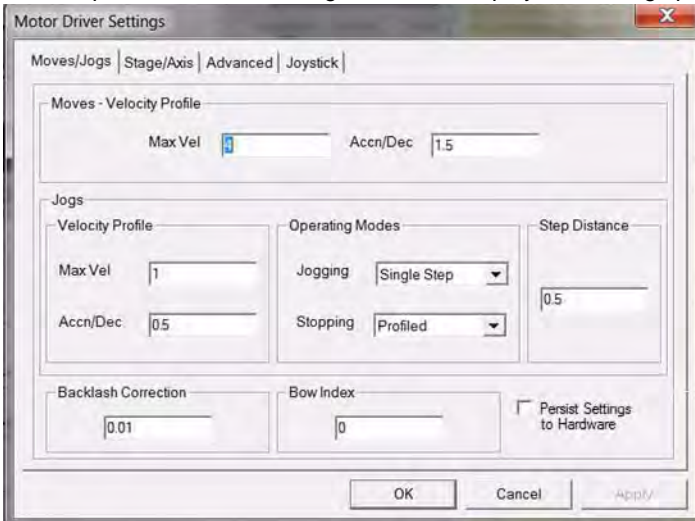 Motor Driver Settings
Moves/Jogs Stage/Axis Advanced Joystick
Moves - Velocity Profile
Max Vel 4 Accn/Dec 1.5
Jogs
Velocity Profile Operating Modes Step Distance
Max Vel 1 Jogging Single Step
0.5
Accn/Dec 0.5 Stopping Profiled
Backlash Correction Bow Index
Persist Settings
to Hardware
0.01 0
OK Cancel Apply